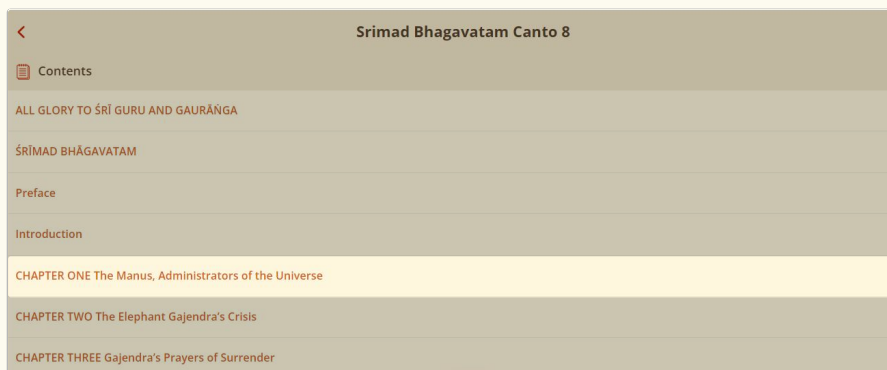 Srimad Bhagavatam Canto 8
Contents
ALL GLORY TO ŚRĪ GURU AND GAURĀṄGA
ŚRĪMAD BHĀGAVATAM
Preface
Introduction
CHAPTER ONE The Manus, Administrators of the Universe
CHAPTER TWO The Elephant Gajendra’s Crisis
CHAPTER THREE Gajendra’s Prayers of Surrender